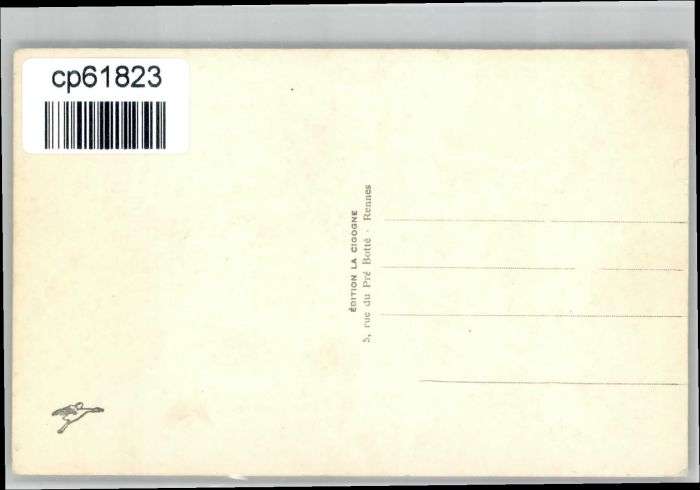 cp61823
ÉDITION LA CIGOGNE
5, rue du Pré Botté - Rennes